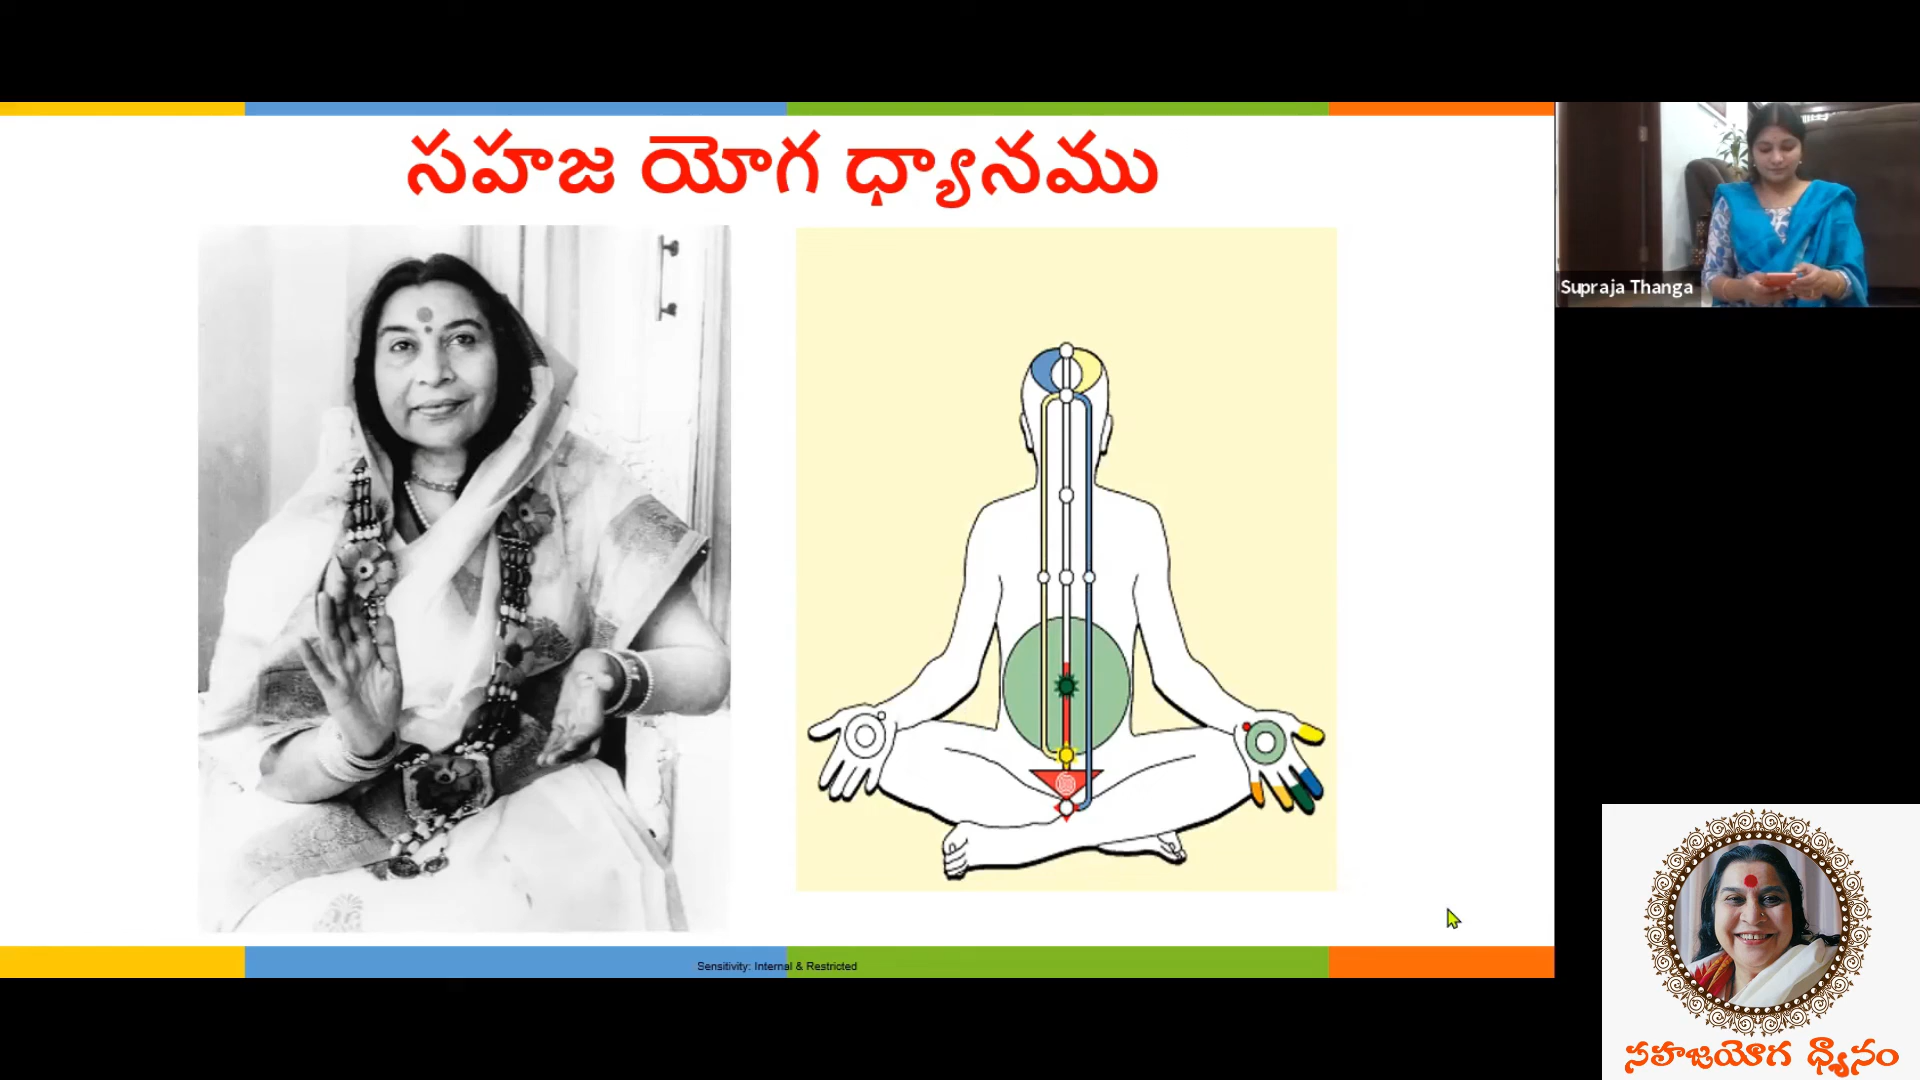 సహజ యోగ ధ్యానము
Supraja Thanga
Sensitivity: Internal & Restricted
సహజయోగ ధ్యానం